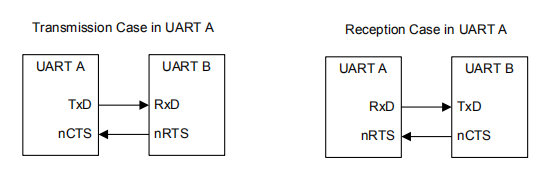 Transmission Case in UART A
UART A
UART B
TxD
RxD
nCTS
nRTS
Reception Case in UART A
UART A
UART B
RxD
TxD
nRTS
nCTS